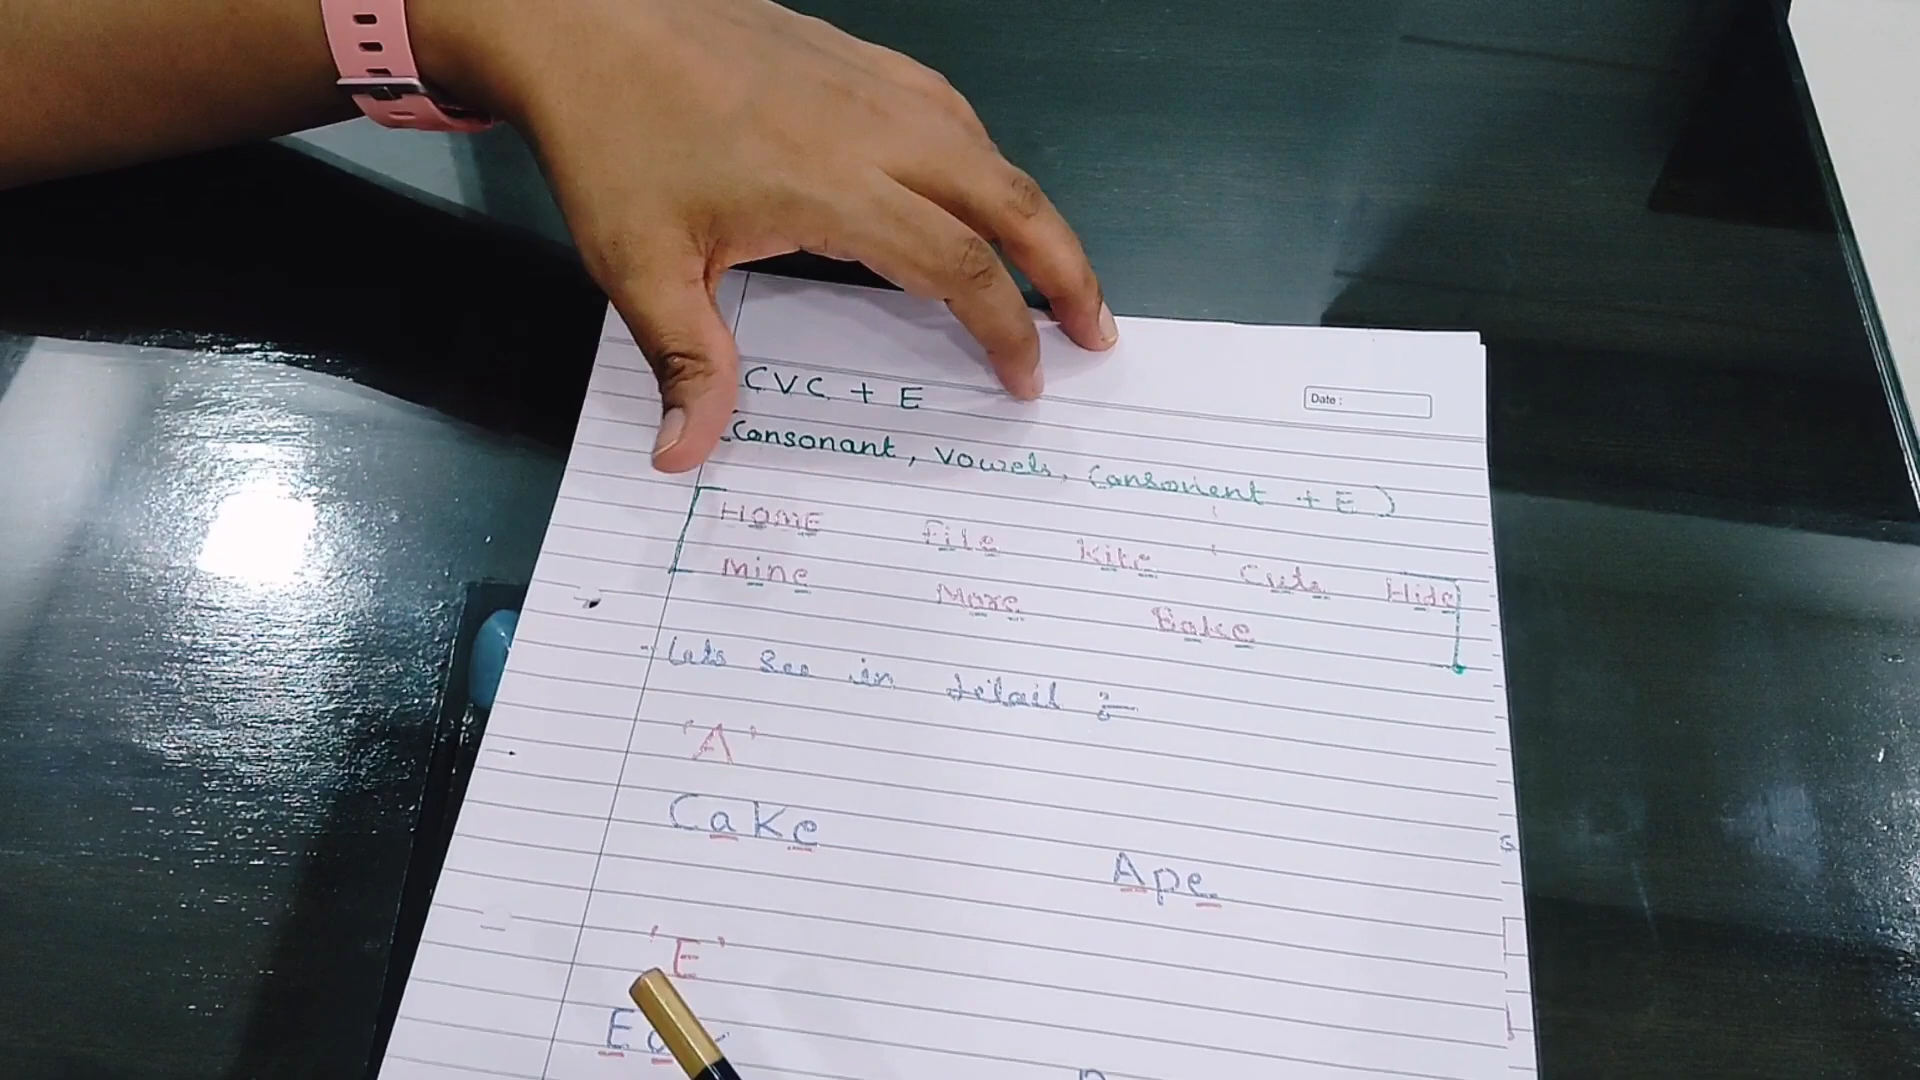 Date :
CVC + E
(Consonant, Vowels, Consonent + E)
HOME File Kite Cute Hide
Mine More Bake
Lets See in detail :-
'A'
Cake Ape
'E'